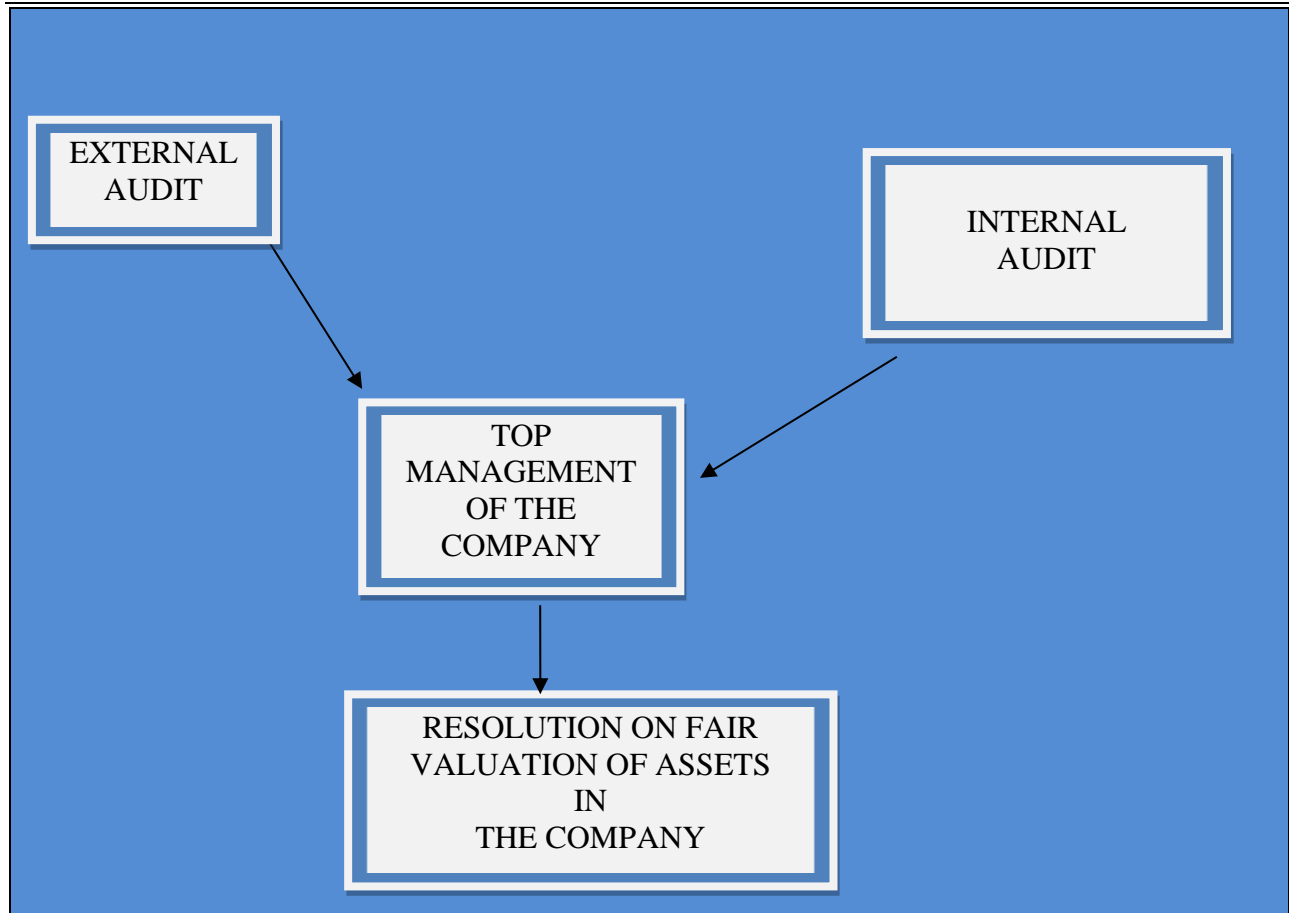 EXTERNAL
AUDIT
INTERNAL
AUDIT
TOP
MANAGEMENT
OF THE
COMPANY
RESOLUTION ON FAIR
VALUATION OF ASSETS
IN
THE COMPANY